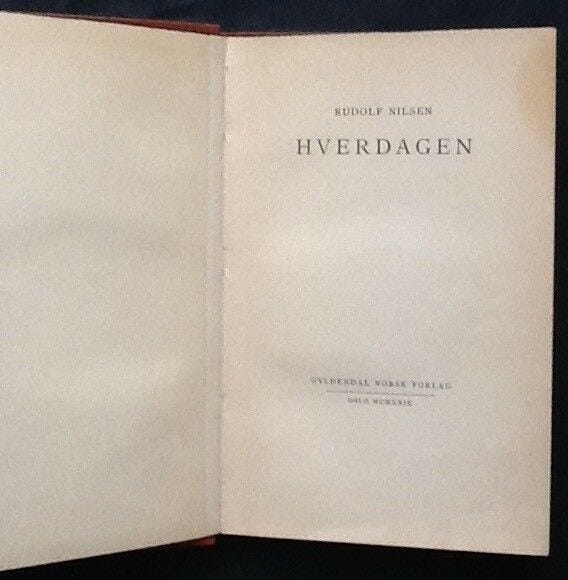 RUDOLF NILSEN
HVERDAGEN
GYLDENDAL NORSK FORLAG
OSLO MCMXXIX